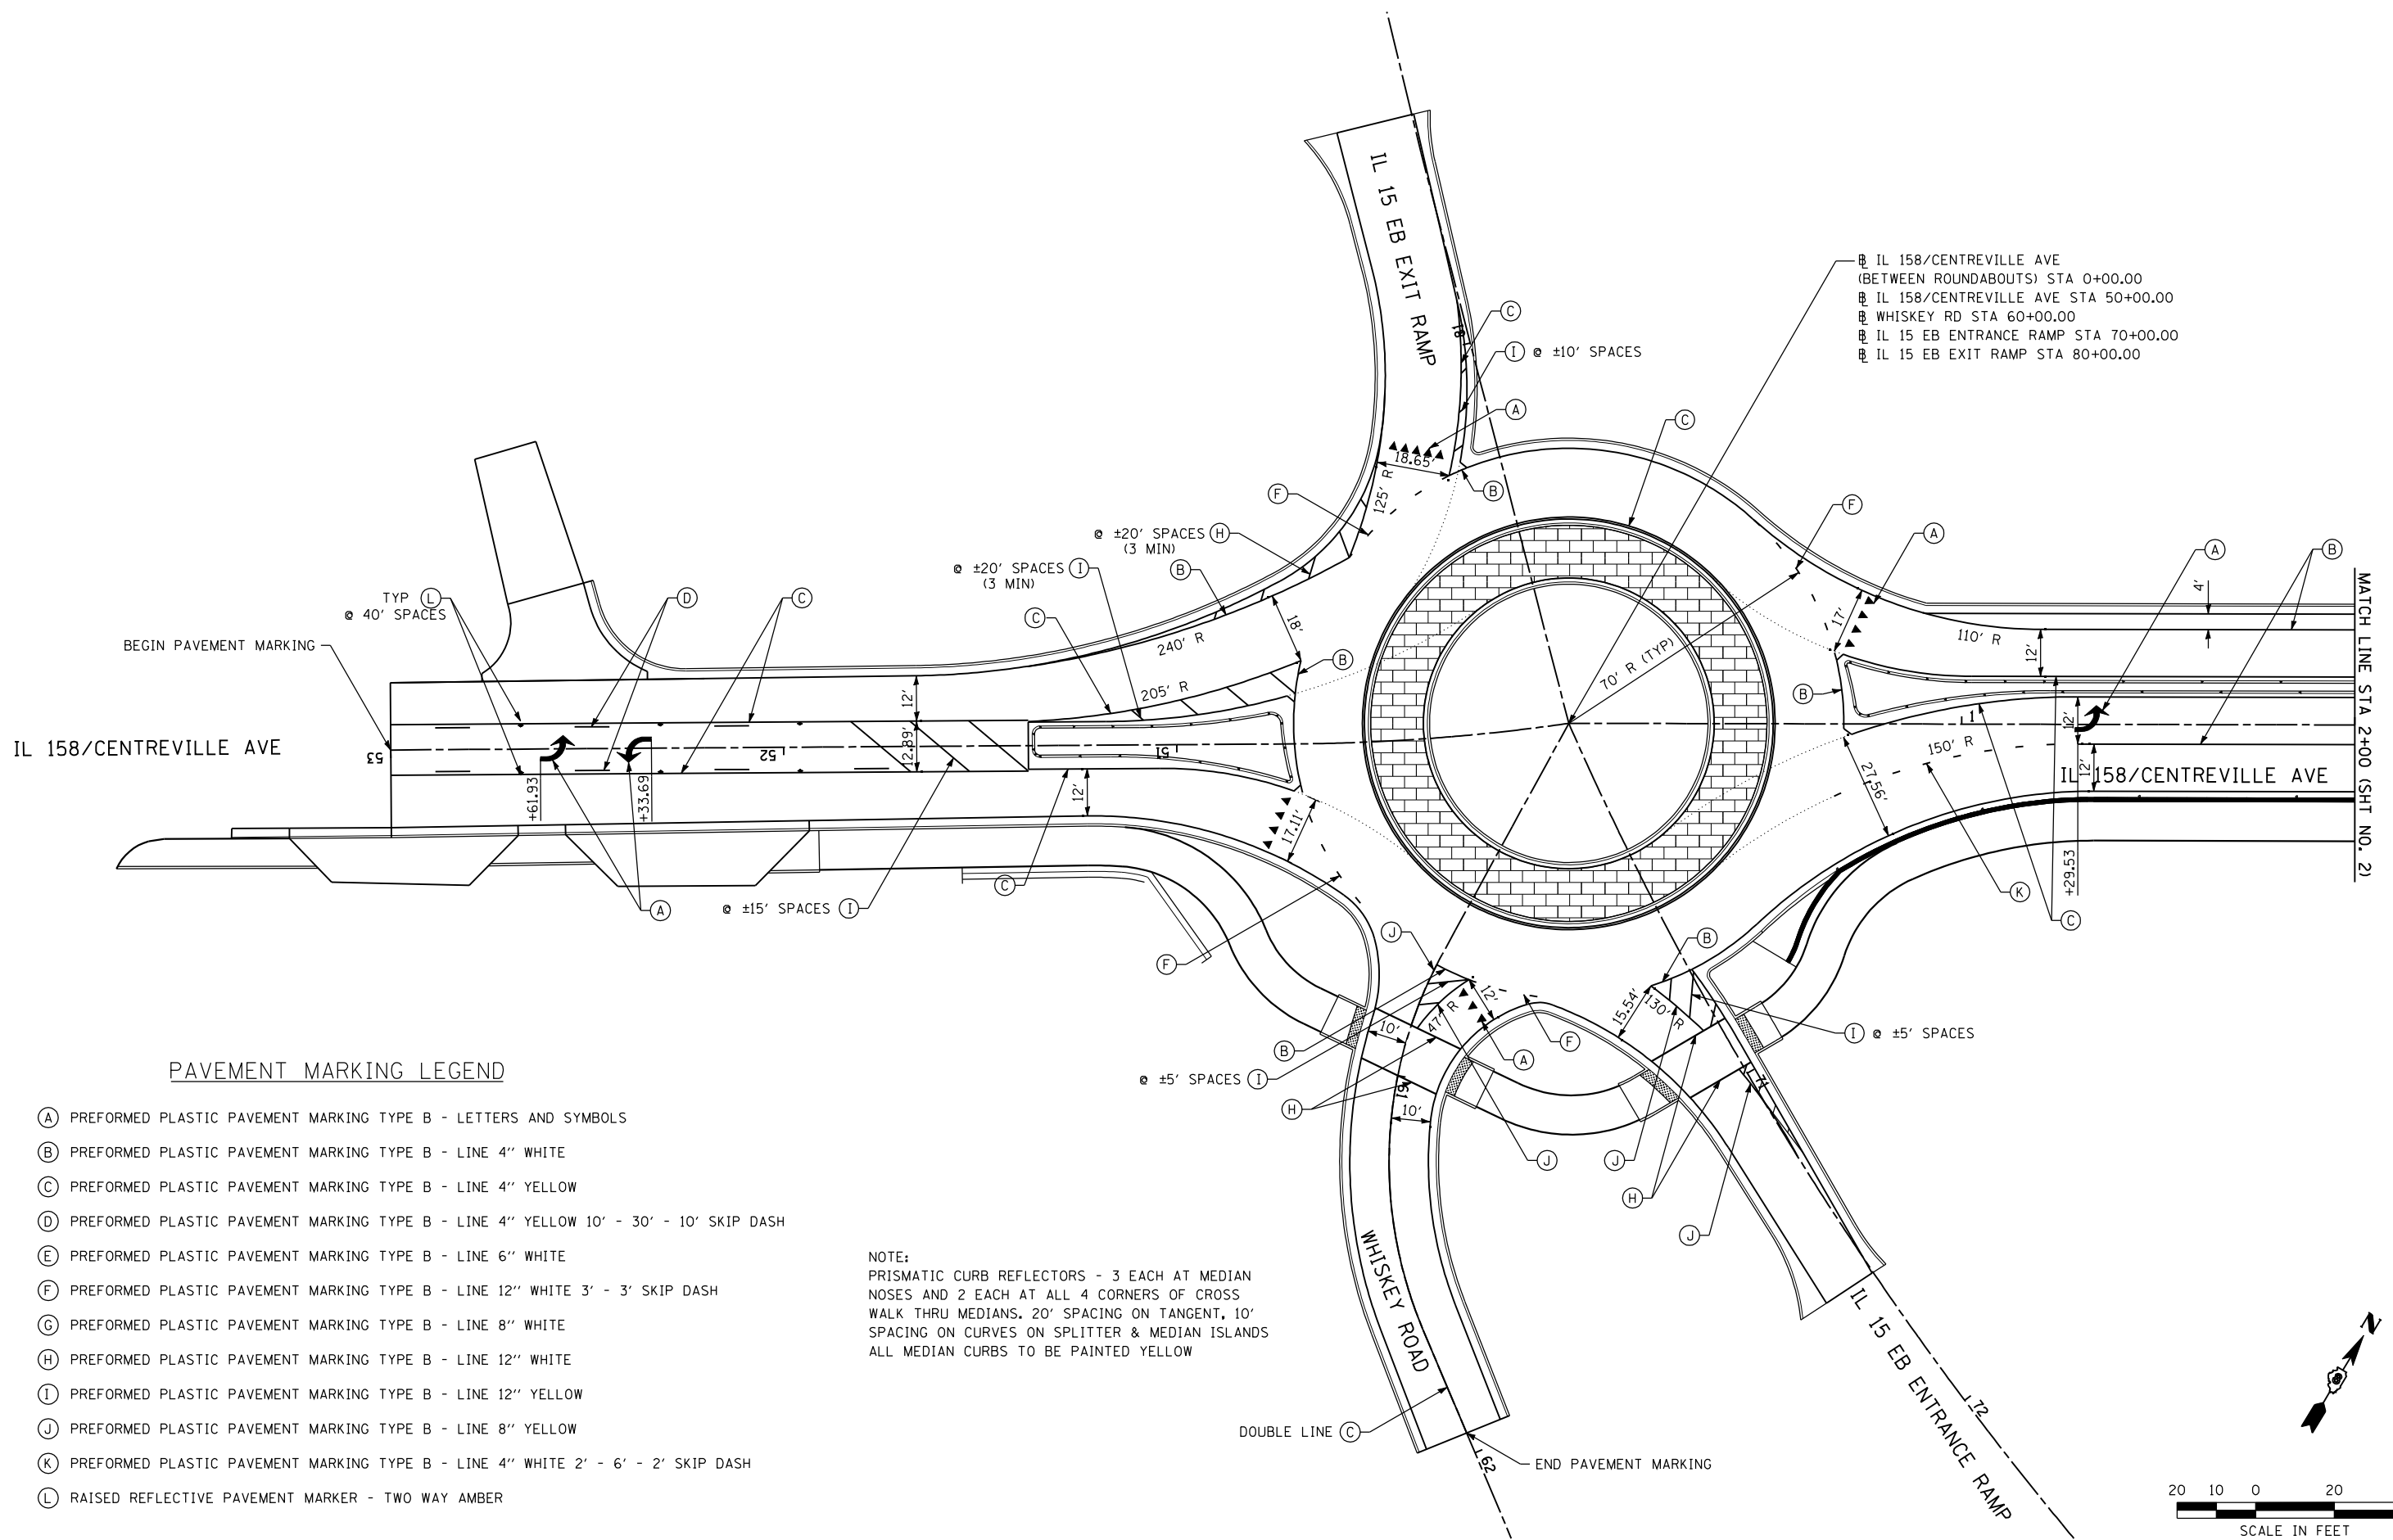 IL 15 EB EXIT RAMP
81
C
I @ ±10' SPACES
A
18.65'
125' R
B
F
C
℄ IL 158/CENTREVILLE AVE
(BETWEEN ROUNDABOUTS) STA 0+00.00
℄ IL 158/CENTREVILLE AVE STA 50+00.00
℄ WHISKEY RD STA 60+00.00
℄ IL 15 EB ENTRANCE RAMP STA 70+00.00
℄ IL 15 EB EXIT RAMP STA 80+00.00
F
A
A
B
4'
17'
110' R
12'
MATCH LINE STA 2+00 (SHT NO. 2)
@ ±20' SPACES H
(3 MIN)
@ ±20' SPACES I
(3 MIN)
B
C
TYP L
@ 40' SPACES
D
C
BEGIN PAVEMENT MARKING
240' R
18'
B
205' R
70' R (TYP)
B
1
12'
150' R
12'
IL 158/CENTREVILLE AVE
27.56'
+29.53
K
C
IL 158/CENTREVILLE AVE
53
52
51
12'
12.89'
12'
+61.93
+33.69
A
@ ±15' SPACES I
C
17.11'
F
J
B
12'
47' R
10'
A
F
15.54'
130' R
I @ ±5' SPACES
B
@ ±5' SPACES I
H
61
10'
J
J
H
71
J
PAVEMENT MARKING LEGEND
A PREFORMED PLASTIC PAVEMENT MARKING TYPE B - LETTERS AND SYMBOLS
B PREFORMED PLASTIC PAVEMENT MARKING TYPE B - LINE 4'' WHITE
C PREFORMED PLASTIC PAVEMENT MARKING TYPE B - LINE 4'' YELLOW
D PREFORMED PLASTIC PAVEMENT MARKING TYPE B - LINE 4'' YELLOW 10' - 30' - 10' SKIP DASH
E PREFORMED PLASTIC PAVEMENT MARKING TYPE B - LINE 6'' WHITE
F PREFORMED PLASTIC PAVEMENT MARKING TYPE B - LINE 12'' WHITE 3' - 3' SKIP DASH
G PREFORMED PLASTIC PAVEMENT MARKING TYPE B - LINE 8'' WHITE
H PREFORMED PLASTIC PAVEMENT MARKING TYPE B - LINE 12'' WHITE
I PREFORMED PLASTIC PAVEMENT MARKING TYPE B - LINE 12'' YELLOW
J PREFORMED PLASTIC PAVEMENT MARKING TYPE B - LINE 8'' YELLOW
K PREFORMED PLASTIC PAVEMENT MARKING TYPE B - LINE 4'' WHITE 2' - 6' - 2' SKIP DASH
L RAISED REFLECTIVE PAVEMENT MARKER - TWO WAY AMBER
NOTE:
PRISMATIC CURB REFLECTORS - 3 EACH AT MEDIAN
NOSES AND 2 EACH AT ALL 4 CORNERS OF CROSS
WALK THRU MEDIANS. 20' SPACING ON TANGENT, 10'
SPACING ON CURVES ON SPLITTER & MEDIAN ISLANDS
ALL MEDIAN CURBS TO BE PAINTED YELLOW
WHISKEY ROAD
DOUBLE LINE C
62
END PAVEMENT MARKING
IL 15 EB ENTRANCE RAMP
72
N
20 10 0 20
SCALE IN FEET